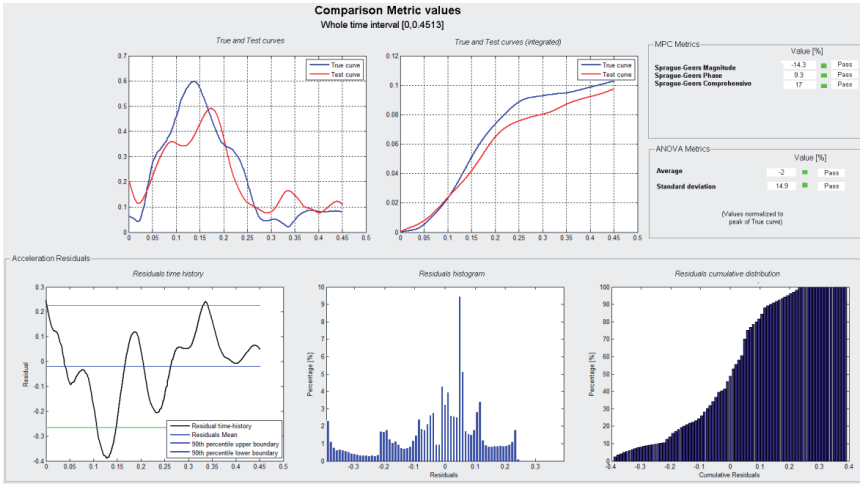 Comparison Metric values
Whole time interval [0,0.4513]
True and Test curves
0.7
0.6
0.5
0.4
0.3
0.2
0.1
0
0 0.05 0.1 0.15 0.2 0.25 0.3 0.35 0.4 0.45 0.5
True curve
Test curve
True and Test curves (integrated)
0.12
0.1
0.08
0.06
0.04
0.02
0
0 0.05 0.1 0.15 0.2 0.25 0.3 0.35 0.4 0.45 0.5
True curve
Test curve
MPC Metrics
Value [%]
Sprague-Geers Magnitude -14.3 Pass
Sprague-Geers Phase 9.3 Pass
Sprague-Geers Comprehensive 17 Pass
ANOVA Metrics
Value [%]
Average -2 Pass
Standard deviation 14.9 Pass
(Values normalized to
peak of True curve)
Acceleration Residuals
Residuals time history
Residual
0.3
0.2
0.1
0
-0.1
-0.2
-0.3
-0.4
0 0.05 0.1 0.15 0.2 0.25 0.3 0.35 0.4 0.45 0.5
Residual time-history
Residuals Mean
90th percentile upper boundary
90th percentile lower boundary
Residuals histogram
Percentage [%]
10
9
8
7
6
5
4
3
2
1
0
-0.3 -0.2 -0.1 0 0.1 0.2 0.3
Residuals
Residuals cumulative distribution
Percentage [%]
100
90
80
70
60
50
40
30
20
10
0
-0.4 -0.3 -0.2 -0.1 0 0.1 0.2 0.3 0.4
Cumulative Residuals